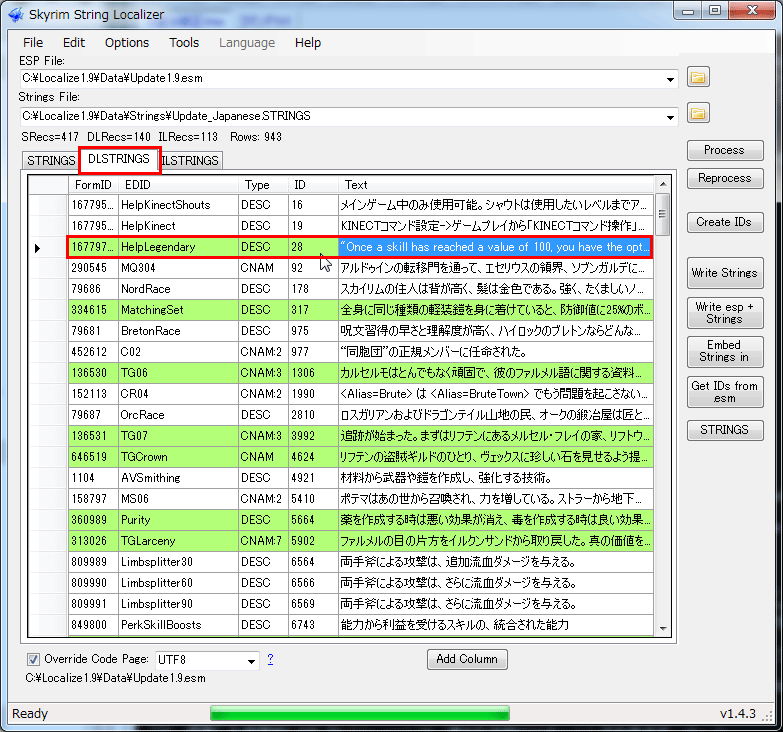 Skyrim String Localizer
File Edit Options Tools Language Help
ESP File:
C:¥Localize1.9¥Data¥Update1.9.esm
Strings File:
C:¥Localize1.9¥Data¥Strings¥Update_Japanese.STRINGS
SRecs=417 DLRecs=140 ILRecs=113 Rows: 943
STRINGS DLSTRINGS ILSTRINGS
FormID EDID Type ID Text
167795... HelpKinectShouts DESC 16 メインゲーム中のみ使用可能。シャウトは使用したいレベルまでア...
167795... HelpKinect DESC 19 KINECTコマンド設定->ゲームプレイから「KINECTコマンド操作」...
167797... HelpLegendary DESC 28 "Once a skill has reached a value of 100, you have the opt...
290545 MQ304 CNAM 92 アルドゥインの転移門を通って、エセリウスの領界、ソブンガルデに...
79686 NordRace DESC 178 スカイリムの住人は背が高く、髪は金色である。強く、たくましいノ...
334615 MatchingSet DESC 317 全身に同じ種類の軽装鎧を身に着けていると、防御値に25%のボ...
79681 BretonRace DESC 975 呪文習得の早さと理解度が高く、ハイロックのブレトンならどんな...
452612 C02 CNAM:2 977 "同胞団"の正規メンバーに任命された。
136530 TG06 CNAM:3 1306 カルセルモはとんでもなく頑固で、彼のファルメル語に関する資料...
152113 CR04 CNAM:2 1990 <Alias=Brute> は <Alias=BruteTown> でもう問題を起こさない...
79687 OrcRace DESC 2810 ロスガリアンおよびドラゴンテイル山地の民、オークの鍛冶屋は匠と...
136531 TG07 CNAM:3 3992 追跡が始まった。まずはリフテンにあるメルセル・フレイの家、リフトウ...
646519 TGCrown CNAM 4624 リフテンの盗賊ギルドのひとり、ヴェックスに珍しい石を見せるよう提...
1104 AVSmithing DESC 4921 材料から武器や鎧を作成し、強化する技術。
158797 MS06 CNAM:2 5410 ポテマはあの世から召喚され、力を増している。ストラーから地下...
360989 Purity DESC 5664 薬を作成する時は悪い効果が消え、毒を作成する時は良い効果...
313026 TGLarceny CNAM:7 5902 ファルメルの目の片方をイルクンサンドから取り戻した。真の価値を...
809989 Limbsplitter30 DESC 6564 両手斧による攻撃は、追加流血ダメージを与える。
809990 Limbsplitter60 DESC 6566 両手斧による攻撃は、さらに流血ダメージを与える。
809991 Limbsplitter90 DESC 6569 両手斧による攻撃は、さらに流血ダメージを与える。
849800 PerkSkillBoosts DESC 6743 能力から利益を受けるスキルの、統合された能力
Process
Reprocess
Create IDs
Write Strings
Write esp +
Strings
Embed
Strings in
Get IDs from
.esm
STRINGS
Override Code Page: UTF8 ? Add Column
C:¥Localize1.9¥Data¥Update1.9.esm
Ready v1.4.3